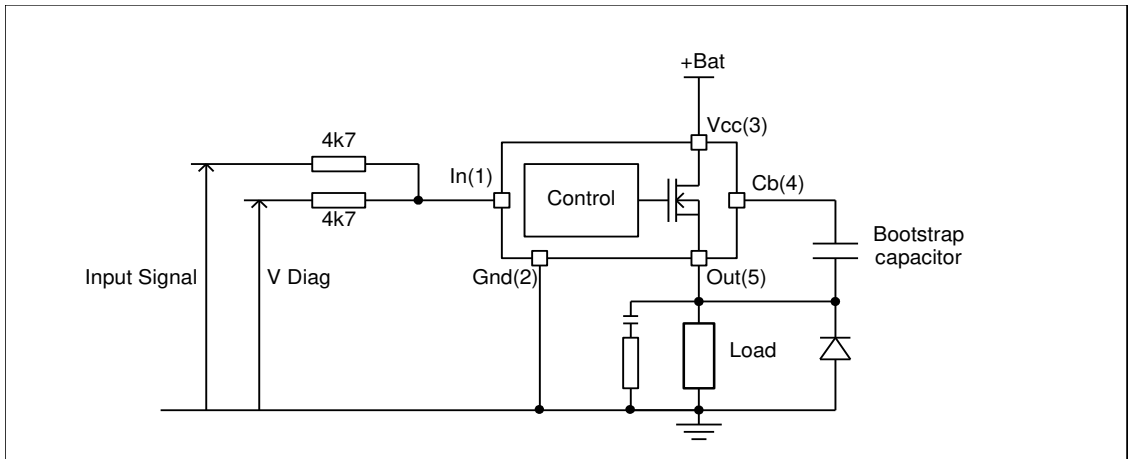 +Bat
Vcc(3)
4k7
In(1)
Control
Cb(4)
4k7
Bootstrap
capacitor
Input Signal
V Diag
Gnd(2)
Out(5)
Load